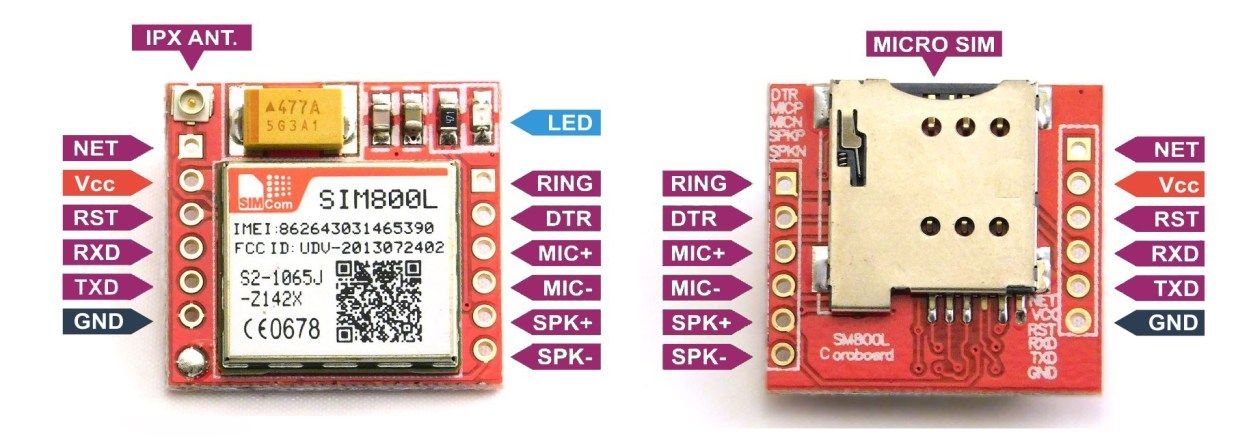 IPX ANT.
MICRO SIM
▲477A
5G3A1
LED
NET
Vcc
RST
RXD
TXD
GND
SIMCom
SIM800L
IMEI:862643031465390
FCC ID: UDV-2013072402
S2-1065J
-Z142X
CE0678
RING
DTR
MIC+
MIC-
SPK+
SPK-
DTR
MICP
MICN
SPKP
SPKN
RING
DTR
MIC+
MIC-
SPK+
SPK-
SM800L
Coroboard
NET
VCC
RST
RXD
TXD
GND
NET
Vcc
RST
RXD
TXD
GND